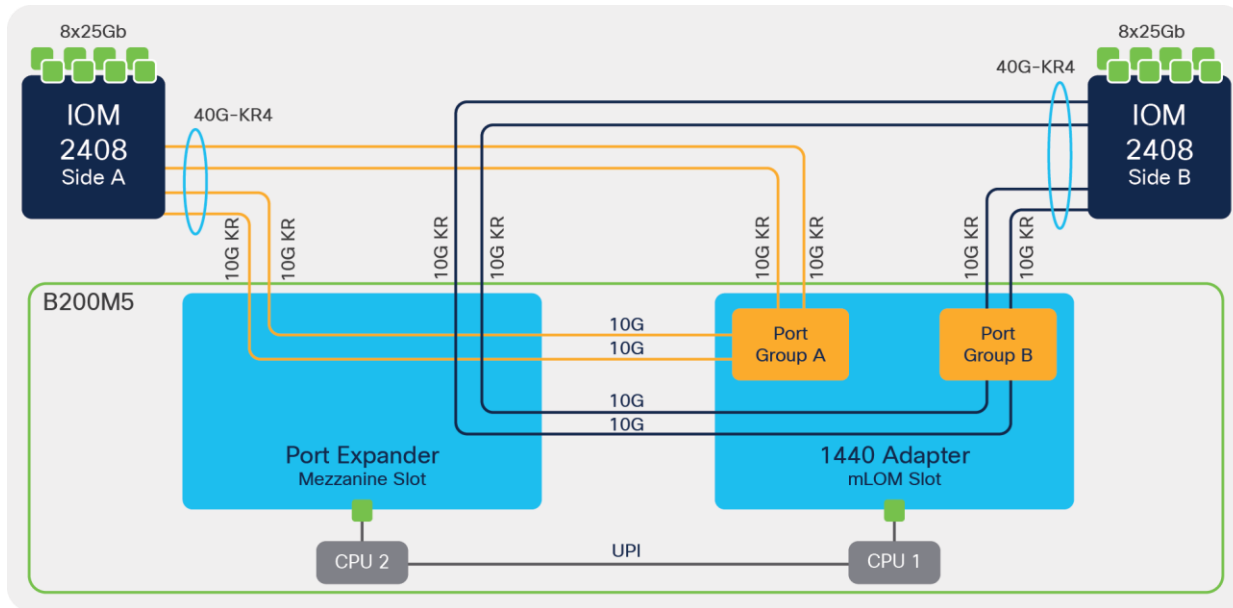 8x25Gb
8x25Gb
IOM
2408
Side A
40G-KR4
40G-KR4
IOM
2408
Side B
10G KR
10G KR
10G KR
10G KR
10G KR
10G KR
10G KR
10G KR
B200M5
10G
10G
Port
Group A
Port
Group B
10G
10G
Port Expander
Mezzanine Slot
1440 Adapter
mLOM Slot
CPU 2
UPI
CPU 1